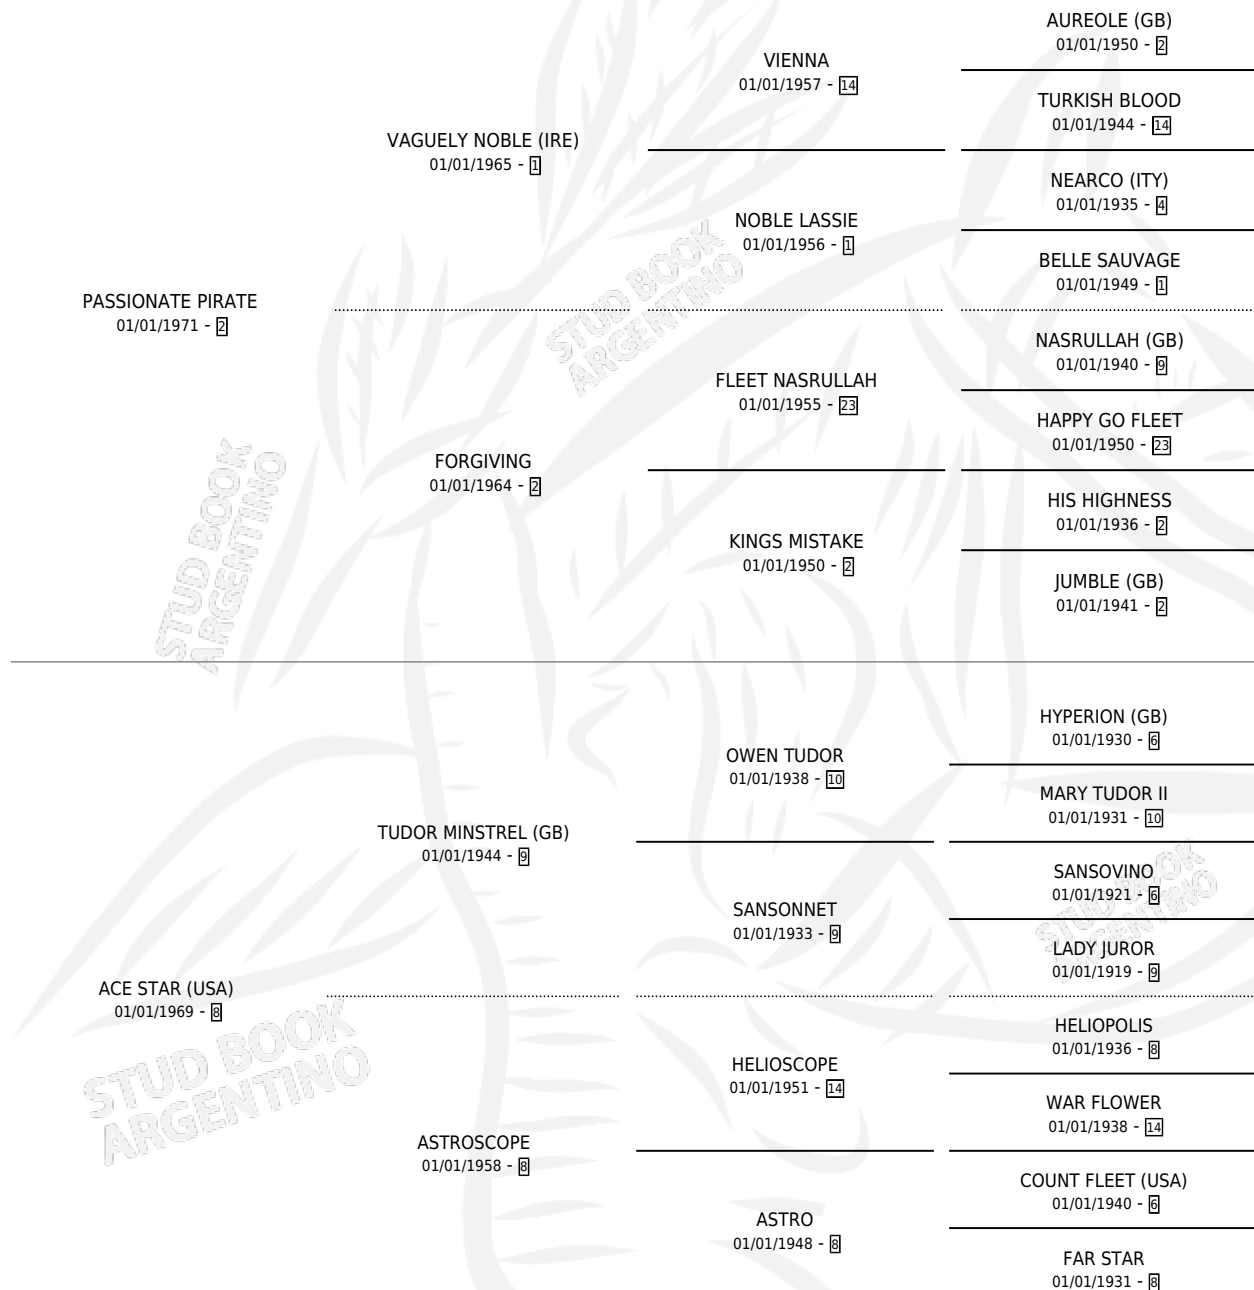 AUREOLE (GB)
01/01/1950 - 2
VIENNA
01/01/1957 - 14
TURKISH BLOOD
01/01/1944 - 14
VAGUELY NOBLE (IRE)
01/01/1965 - 1
NEARCO (ITY)
01/01/1935 - 4
NOBLE LASSIE
01/01/1956 - 1
BELLE SAUVAGE
01/01/1949 - 1
PASSIONATE PIRATE
01/01/1971 - 2
NASRULLAH (GB)
01/01/1940 - 9
FLEET NASRULLAH
01/01/1955 - 23
HAPPY GO FLEET
01/01/1950 - 23
FORGIVING
01/01/1964 - 2
HIS HIGHNESS
01/01/1936 - 2
KINGS MISTAKE
01/01/1950 - 2
JUMBLE (GB)
01/01/1941 - 2
HYPERION (GB)
01/01/1930 - 6
OWEN TUDOR
01/01/1938 - 10
MARY TUDOR II
01/01/1931 - 10
TUDOR MINSTREL (GB)
01/01/1944 - 9
SANSOVINO
01/01/1921 - 6
SANSONNET
01/01/1933 - 9
LADY JUROR
01/01/1919 - 9
ACE STAR (USA)
01/01/1969 - 8
HELIOPOLIS
01/01/1936 - 8
HELIOSCOPE
01/01/1951 - 14
WAR FLOWER
01/01/1938 - 14
ASTROSCOPE
01/01/1958 - 8
COUNT FLEET (USA)
01/01/1940 - 6
ASTRO
01/01/1948 - 8
FAR STAR
01/01/1931 - 8
STUD BOOK
ARGENTINO
STUD BOOK
ARGENTINO
STUD BOOK
ARGENTINO
STUD BOOK
ARGENTINO